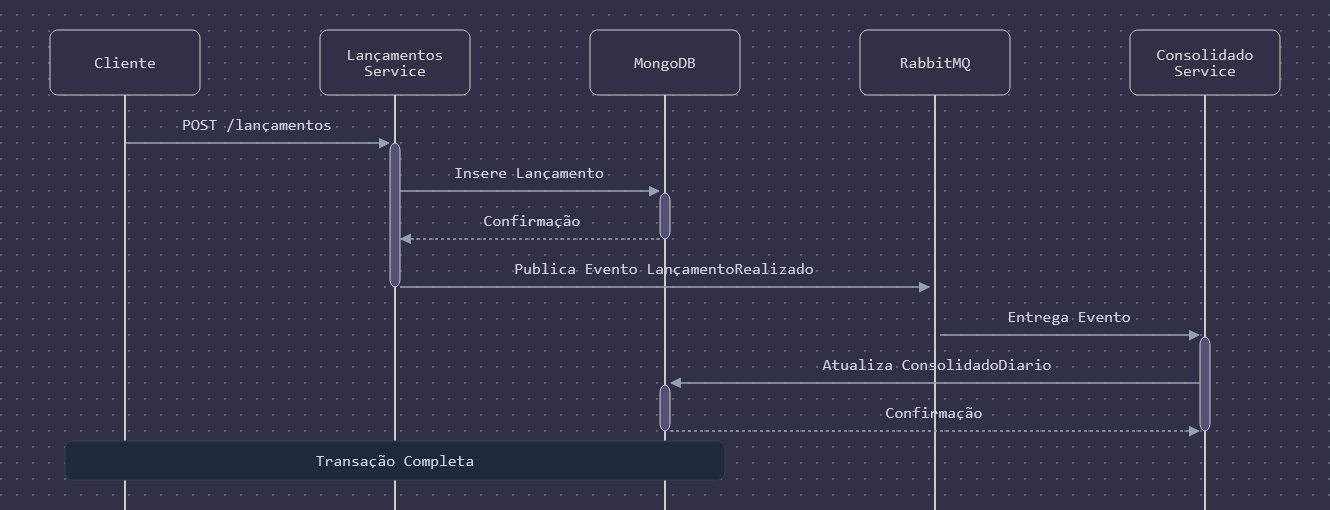 Cliente
Lançamentos
Service
MongoDB
RabbitMQ
Consolidado
Service
POST /lançamentos
Insere Lançamento
Confirmação
Publica Evento LançamentoRealizado
Entrega Evento
Atualiza ConsolidadoDiario
Confirmação
Transação Completa